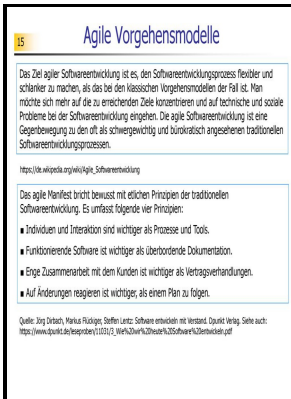 15
Agile Vorgehensmodelle
Das Ziel agiler Softwareentwicklung ist es, den Softwareentwicklungsprozess flexibler und
schlanker zu machen, als das bei den klassischen Vorgehensmodellen der Fall ist. Man
möchte sich mehr auf die zu erreichenden Ziele konzentrieren und auf technische und soziale
Probleme bei der Softwareentwicklung eingehen. Die agile Softwareentwicklung ist eine
Gegenbewegung zu den oft als schwergewichtig und bürokratisch angesehenen traditionellen
Softwareentwicklungsprozessen.
https://de.wikipedia.org/wiki/Agile_Softwareentwicklung
Das agile Manifest bricht bewusst mit etlichen Prinzipien der traditionellen
Softwareentwicklung. Es umfasst folgende vier Prinzipien:
■ Individuen und Interaktion sind wichtiger als Prozesse und Tools.
■ Funktionierende Software ist wichtiger als überbordende Dokumentation.
■ Enge Zusammenarbeit mit dem Kunden ist wichtiger als Vertragsverhandlungen.
■ Auf Änderungen reagieren ist wichtiger, als einem Plan zu folgen.
Quelle: Jörg Dirbach, Markus Flückiger, Steffen Lentz: Software entwickeln mit Verstand. Dpunkt Verlag. Siehe auch:
https://www.dpunkt.de/leseproben/11031/3_Wie%20wir%20heute%20Software%20entwickeln.pdf